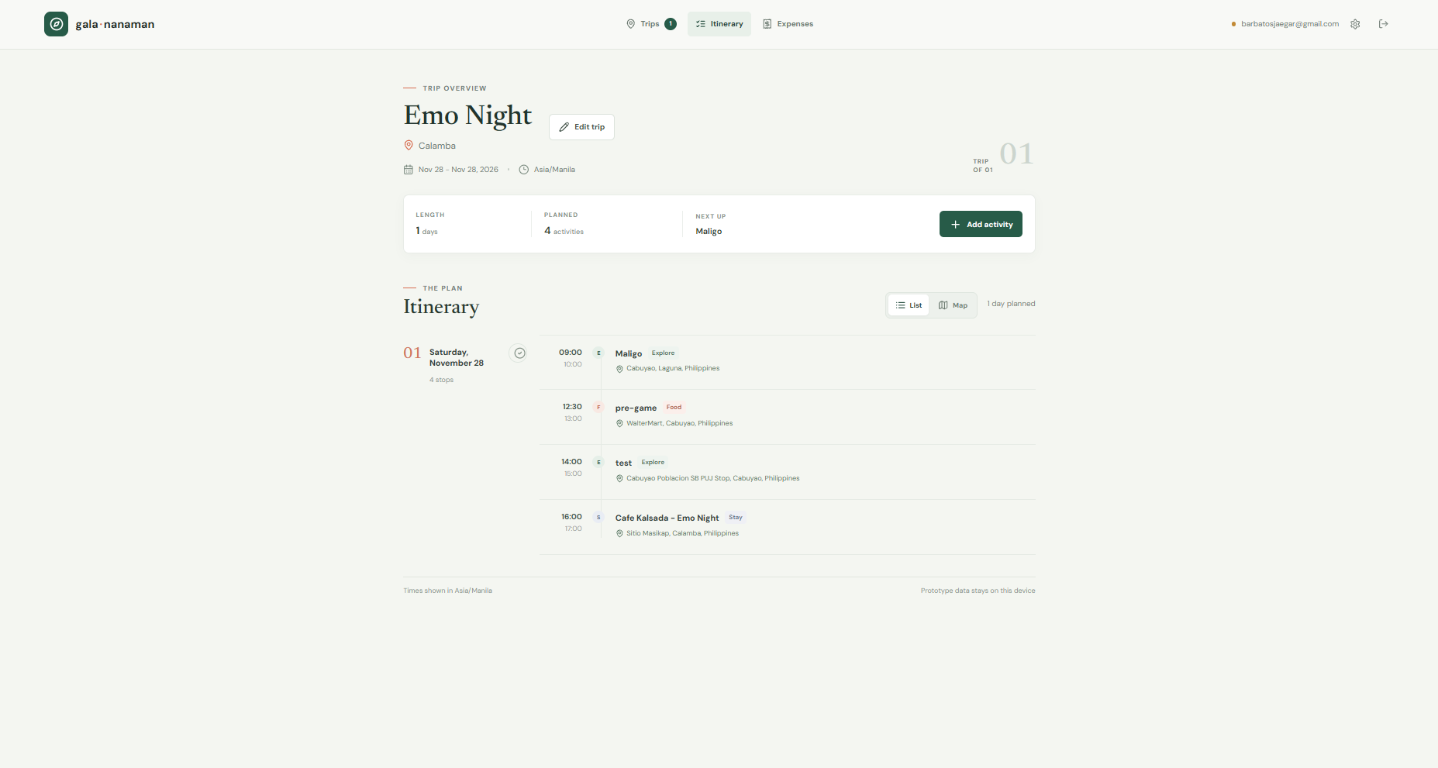 gala·nanaman
Trips 1
Itinerary
Expenses
barbatosjaegar@gmail.com
TRIP OVERVIEW
Emo Night
Edit trip
Calamba
Nov 28 - Nov 28, 2026 · Asia/Manila
TRIP
OF 01
01
LENGTH
1 days
PLANNED
4 activities
NEXT UP
Maligo
Add activity
THE PLAN
Itinerary
List
Map
1 day planned
01
Saturday,
November 28
4 stops
09:00
10:00
E
Maligo Explore
Cabuyao, Laguna, Philippines
12:30
13:00
F
pre-game Food
WalterMart, Cabuyao, Philippines
14:00
15:00
E
test Explore
Cabuyao Poblacion SB PUJ Stop, Cabuyao, Philippines
16:00
17:00
S
Cafe Kalsada - Emo Night Stay
Sitio Masikap, Calamba, Philippines
Times shown in Asia/Manila
Prototype data stays on this device